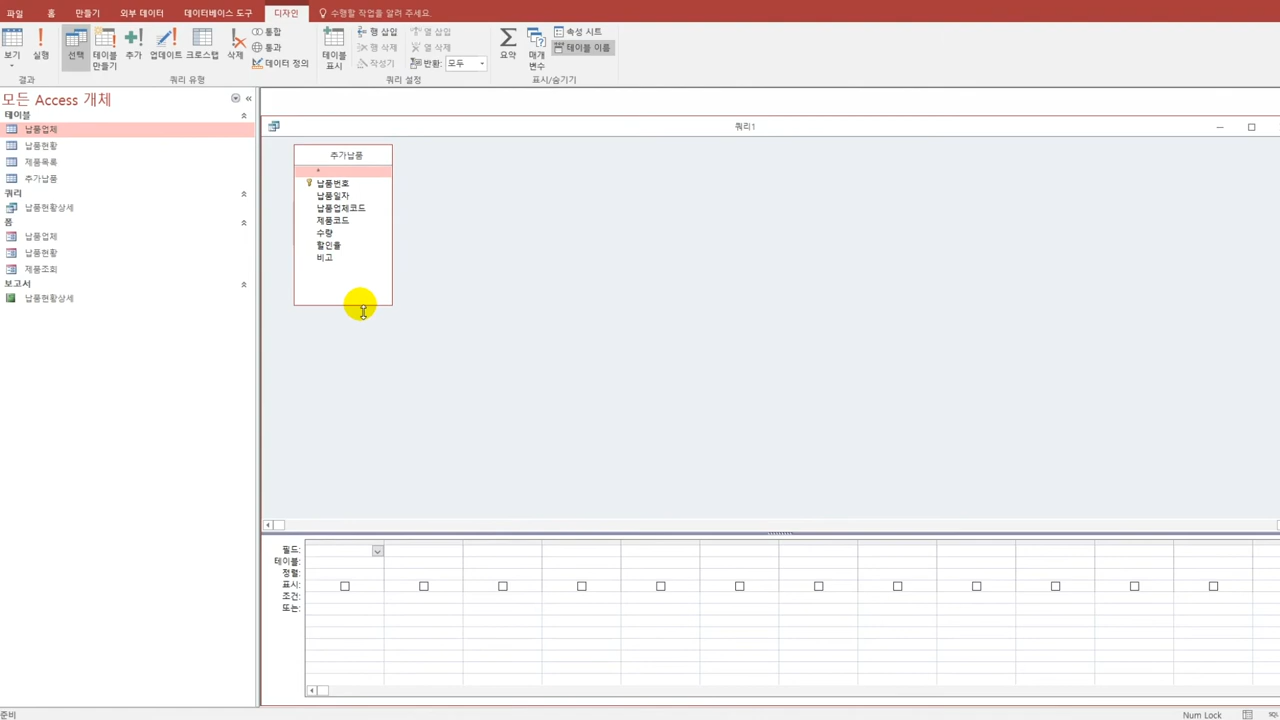 파일 홈 만들기 외부 데이터 데이터베이스 도구 디자인 수행할 작업을 알려 주세요.
보기 실행 선택 테이블 만들기 추가 업데이트 크로스탭 삭제 통합 통과 데이터 정의 테이블 표시 행 삽입 행 삭제 작성기 열 삽입 열 삭제 반환: 모두 요약 매개 변수 속성 시트 테이블 이름
결과 쿼리 유형 쿼리 설정 표시/숨기기
모든 Access 개체
테이블
납품업체
납품현황
제품목록
추가납품
쿼리
납품현황상세
폼
납품업체
납품현황
제품조회
보고서
납품현황상세
쿼리1
추가납품
*
납품번호
납품일자
납품업체코드
제품코드
수량
할인율
비고
필드:
테이블:
정렬:
표시:
조건:
또는:
준비 Num Lock